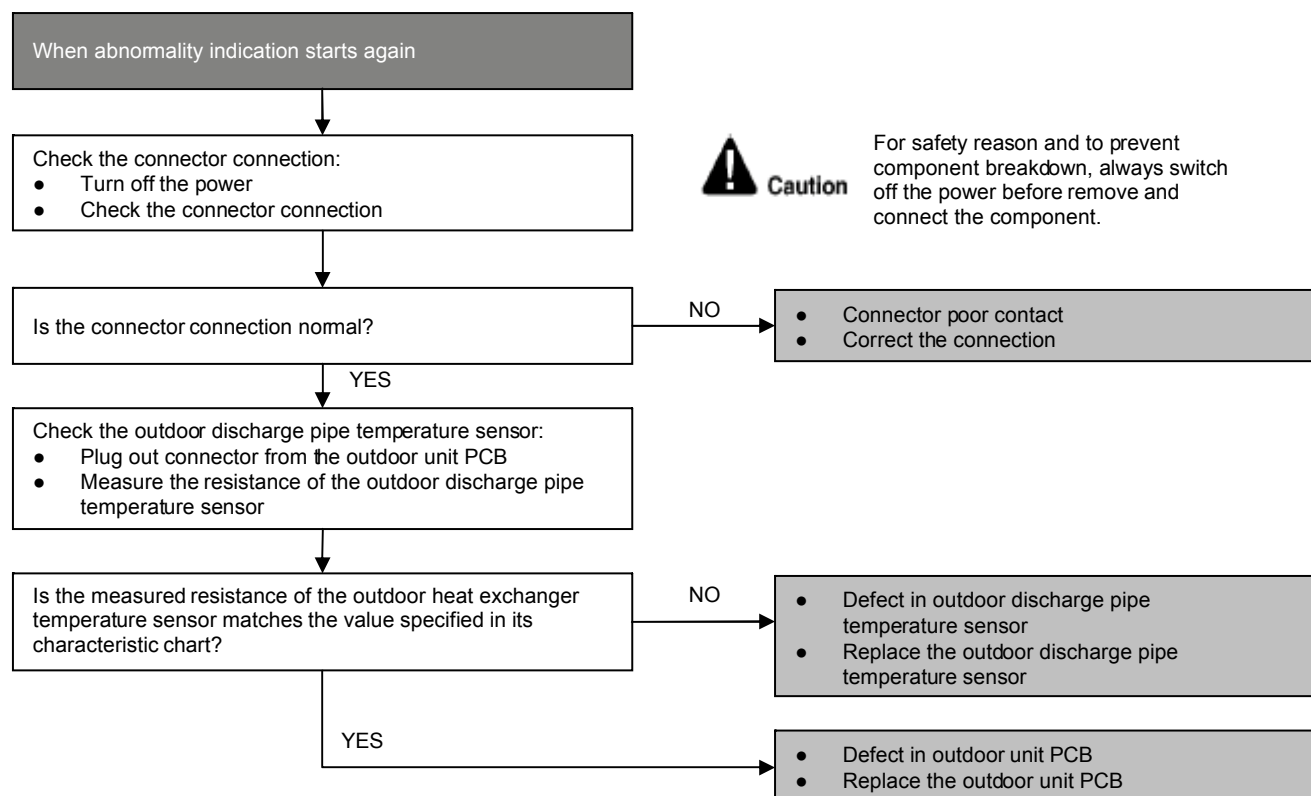 When abnormality indication starts again
Check the connector connection:
● Turn off the power
● Check the connector connection
Caution
For safety reason and to prevent
component breakdown, always switch
off the power before remove and
connect the component.
Is the connector connection normal?
NO
● Connector poor contact
● Correct the connection
YES
Check the outdoor discharge pipe temperature sensor:
● Plug out connector from the outdoor unit PCB
● Measure the resistance of the outdoor discharge pipe
temperature sensor
Is the measured resistance of the outdoor heat exchanger
temperature sensor matches the value specified in its
characteristic chart?
NO
● Defect in outdoor discharge pipe
temperature sensor
● Replace the outdoor discharge pipe
temperature sensor
YES
● Defect in outdoor unit PCB
● Replace the outdoor unit PCB